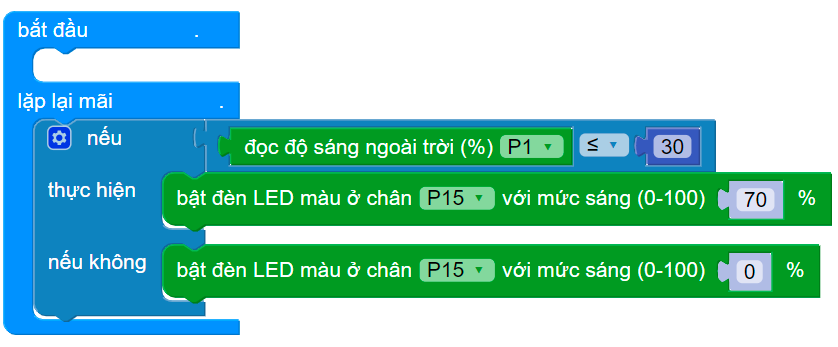 bắt đầu .
lặp lại mãi .
nếu đọc độ sáng ngoài trời (%) P1 ≤ 30
thực hiện bật đèn LED màu ở chân P15 với mức sáng (0-100) 70 %
nếu không bật đèn LED màu ở chân P15 với mức sáng (0-100) 0 %